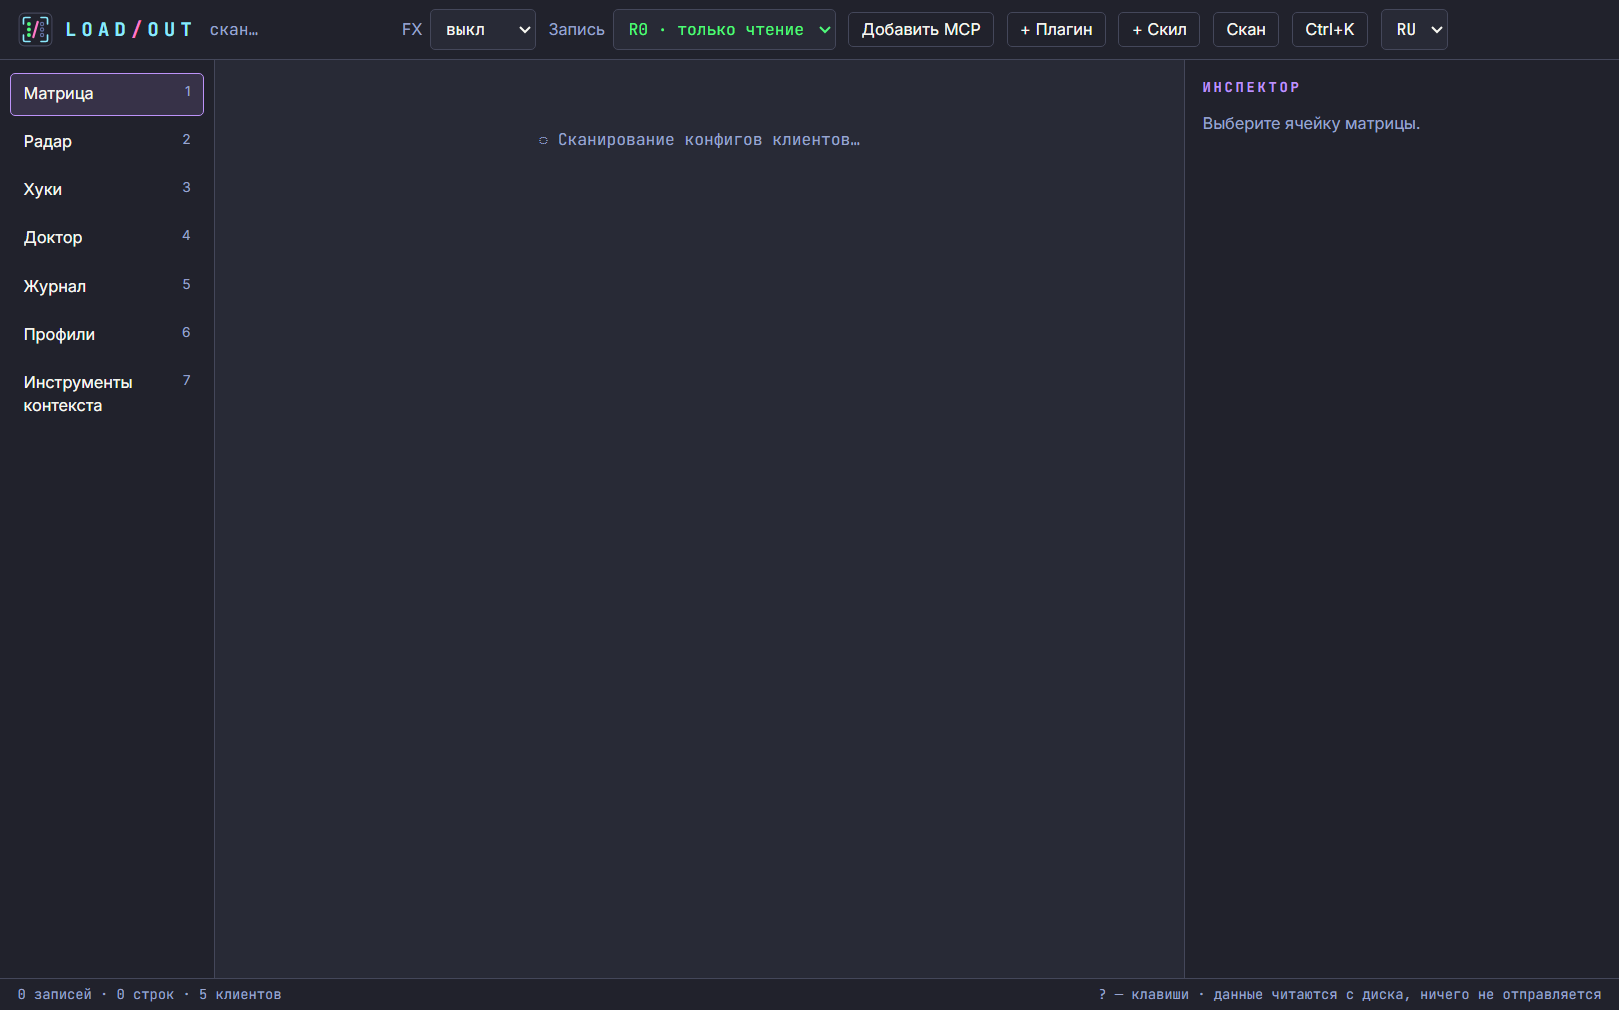 LOAD/OUT скан…
FX выкл Запись R0 · только чтение Добавить MCP + Плагин + Скил Скан Ctrl+K RU
Матрица 1
Радар 2
Хуки 3
Доктор 4
Журнал 5
Профили 6
Инструменты 7
контекста
Сканирование конфигов клиентов…
ИНСПЕКТОР
Выберите ячейку матрицы.
0 записей · 0 строк · 5 клиентов
? — клавиши · данные читаются с диска, ничего не отправляется